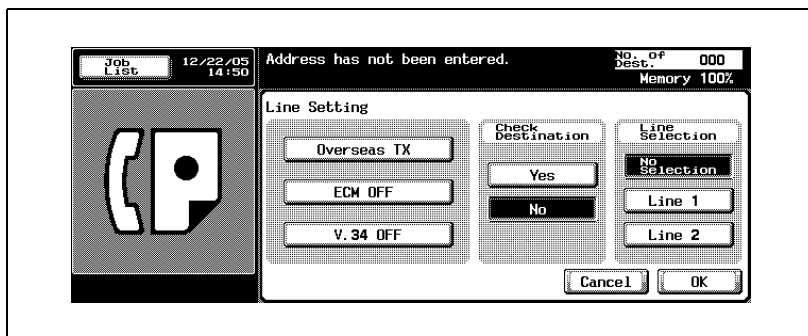 Job
List
12/22/05
14:50
Address has not been entered.
No. of
Dest.
000
Memory 100%
Line Setting
Overseas TX
ECM OFF
V.34 OFF
Check
Destination
Yes
No
Line
Selection
No
Selection
Line 1
Line 2
Cancel
OK